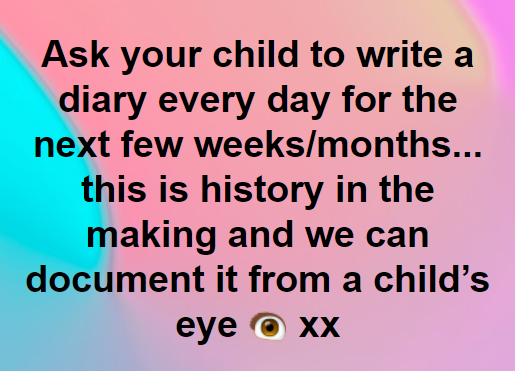 Ask your child to write a
diary every day for the
next few weeks/months...
this is history in the
making and we can
document it from a child’s
eye 👁️ xx